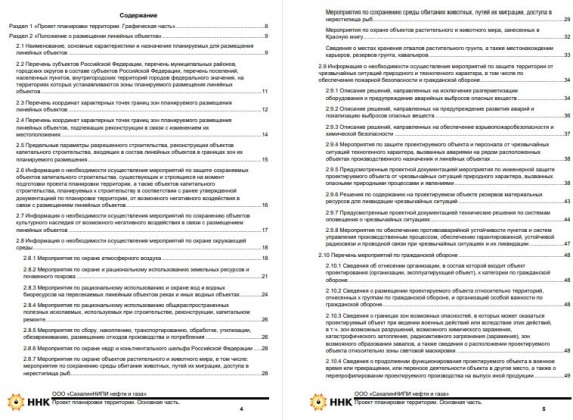 Содержание
Раздел 1 «Проект планировки территории. Графическая часть» 8
Раздел 2 «Положение о размещении линейных объектов» 9
2.1 Наименование, основные характеристики и назначение планируемых для размещения
линейных объектов 9
2.2 Перечень субъектов Российской Федерации, перечень муниципальных районов,
городских округов в составе субъектов Российской Федерации, перечень поселений,
населенных пунктов, внутригородских территорий городов федерального значения, на
территориях которых устанавливаются зоны планируемого размещения линейных
объектов 11
2.3 Перечень координат характерных точек границ зон планируемого размещения
линейных объектов 12
2.4 Перечень координат характерных точек границ зон планируемого размещения
линейных объектов, подлежащих реконструкции в связи с изменением их
местоположения 14
2.5 Предельные параметры разрешенного строительства, реконструкции объектов
капитального строительства, входящих в состав линейных объектов в границах зон их
планируемого размещения 15
2.6 Информация о необходимости осуществления мероприятий по защите сохраняемых
объектов капитального строительства, существующих и строящихся на момент
подготовки проекта планировки территории, а также объектов капитального
строительства, планируемых к строительству в соответствии с ранее утвержденной
документацией по планировке территории, от возможного негативного воздействия в
связи с размещением линейных объектов 16
2.7 Информация о необходимости осуществления мероприятий по сохранению объектов
культурного наследия от возможного негативного воздействия в связи с размещением
линейных объектов 17
2.8 Информация о необходимости осуществления мероприятий по охране окружающей
среды 18
2.8.1 Мероприятия по охране атмосферного воздуха 18
2.8.2 Мероприятия по охране и рациональному использованию земельных ресурсов и
почвенного покрова 21
2.8.3 Мероприятия по рациональному использованию и охране вод и водных
биоресурсов на пересекаемых линейным объектом реках и иных водных объектах 24
2.8.4 Мероприятия по рациональному использованию общераспространенных
полезных ископаемых, используемых при строительстве, реконструкции, капитальном
ремонте 26
2.8.5 Мероприятия по сбору, накоплению, транспортированию, обработке, утилизации,
обезвреживанию, размещению отходов производства и потребления 26
2.8.6 Мероприятия по охране недр и континентального шельфа Российской Федерации 28
2.8.7 Мероприятия по охране объектов растительного и животного мира, в том числе:
мероприятия по сохранению среды обитания животных, путей их миграции, доступа в
нерестилища рыб 28
ННК
ООО «СахалинНИПИ нефти и газа»
Проект планировки территории. Основная часть.
4
Мероприятия по сохранению среды обитания животных, путей их миграции, доступа в
нерестилища рыб 29
Мероприятия по охране объектов растительного и животного мира, занесенных в
Красную книгу 32
Сведения о местах хранения отвалов растительного грунта, а также местонахождении
карьеров, резервов грунта, кавальеров 33
2.9 Информация о необходимости осуществления мероприятий по защите территории от
чрезвычайных ситуаций природного и техногенного характера, в том числе по
обеспечению пожарной безопасности и гражданской обороне 34
2.9.1 Описание решений, направленных на исключение разгерметизации
оборудования и предупреждение аварийных выбросов опасных веществ 34
2.9.2 Описание решений, направленных на предупреждение развития аварий и
локализацию выбросов опасных веществ 36
2.9.3 Описание решений, направленных на обеспечение взрывопожаробезопасности и
химической безопасности 37
2.9.4 Мероприятия по защите проектируемого объекта и персонала от чрезвычайных
ситуаций техногенного характера, вызванных авариями на рядом расположенных
объектах производственного назначения и линейных объектах 38
2.9.5 Предусмотренные проектной документацией мероприятия по инженерной защите
проектируемого объекта от чрезвычайных ситуаций природного характера, вызванных
опасными природными процессами и явлениями 38
2.9.6 Решения по содержанию на проектируемом объекте резервов материальных
ресурсов для ликвидации чрезвычайных ситуаций 43
2.9.7 Предусмотренные проектной документацией технические решения по системам
оповещения о чрезвычайных ситуациях 44
2.9.8 Мероприятия по обеспечению противоаварийной устойчивости пунктов и систем
управления производственным процессом, обеспечению гарантированной, устойчивой
радиосвязи и проводной связи при чрезвычайных ситуациях и их ликвидации 47
2.10 Перечень мероприятий по гражданской обороне 48
2.10.1 Сведения об отнесении организации, в состав которой входит объект
проектирования (организация, эксплуатирующей объект), к категории по гражданской
обороне 48
2.10.2 Сведения о размещении проектируемого объекта относительно территорий,
отнесенных к группам по гражданской обороне, и организаций особой важности по
гражданской обороне 48
2.10.3 Сведения о границах зон возможных опасностей, в которых может оказаться
проектируемый объект при ведении военных действий или вследствие этих действий,
в т.ч. зон возможных разрушений, возможного химического заражения,
катастрофического затопления, радиоактивного загрязнения (заражения), зон
возможного образования завалов, а также сведения о расположении проектируемого
объекта относительно зоны световой маскировки 48
2.10.4 Сведения о продолжении функционирования проектируемого объекта в военное
время или прекращении, или переносе деятельности объекта в другое место, а также о
перепрофилировании проектируемого производства на выпуск иной продукции 49
ННК
ООО «СахалинНИПИ нефти и газа»
Проект планировки территории. Основная часть.
5